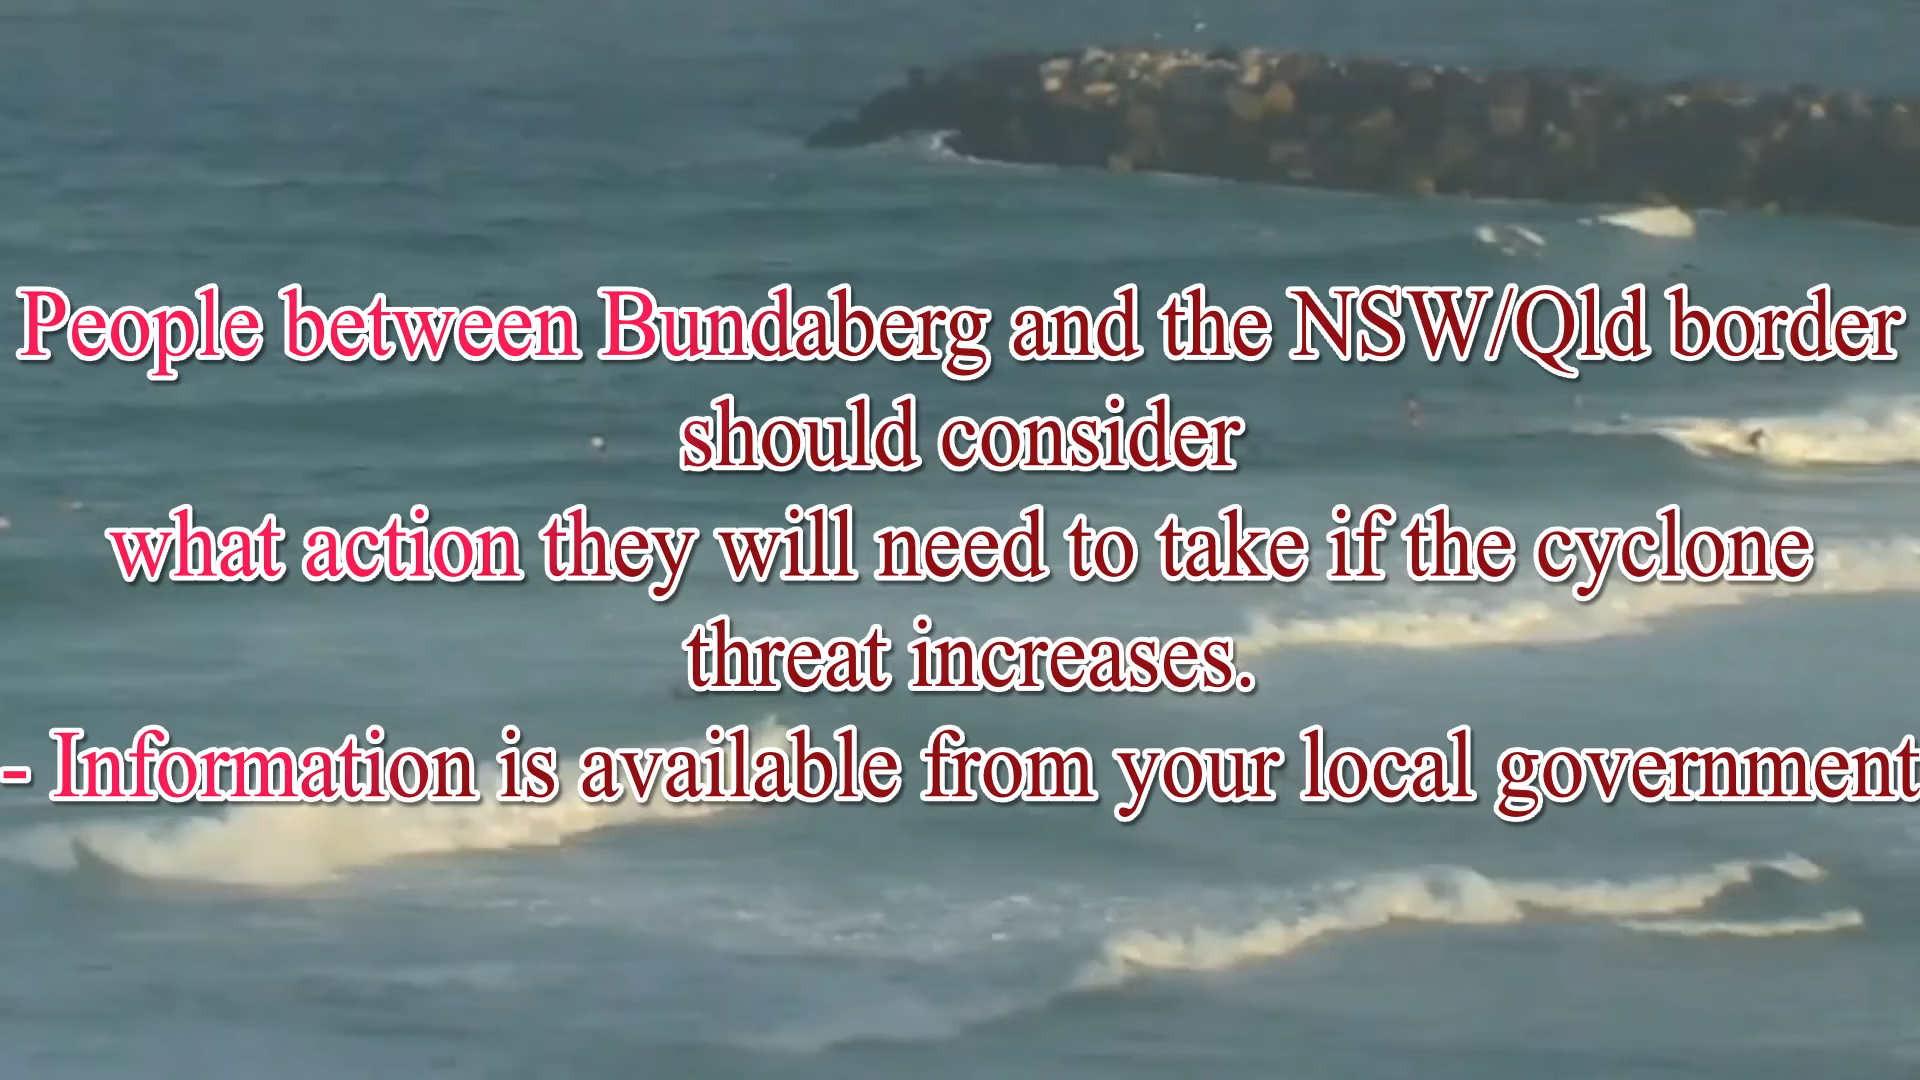 People between Bundaberg and the NSW/Qld border
should consider
what action they will need to take if the cyclone
threat increases.
- Information is available from your local government